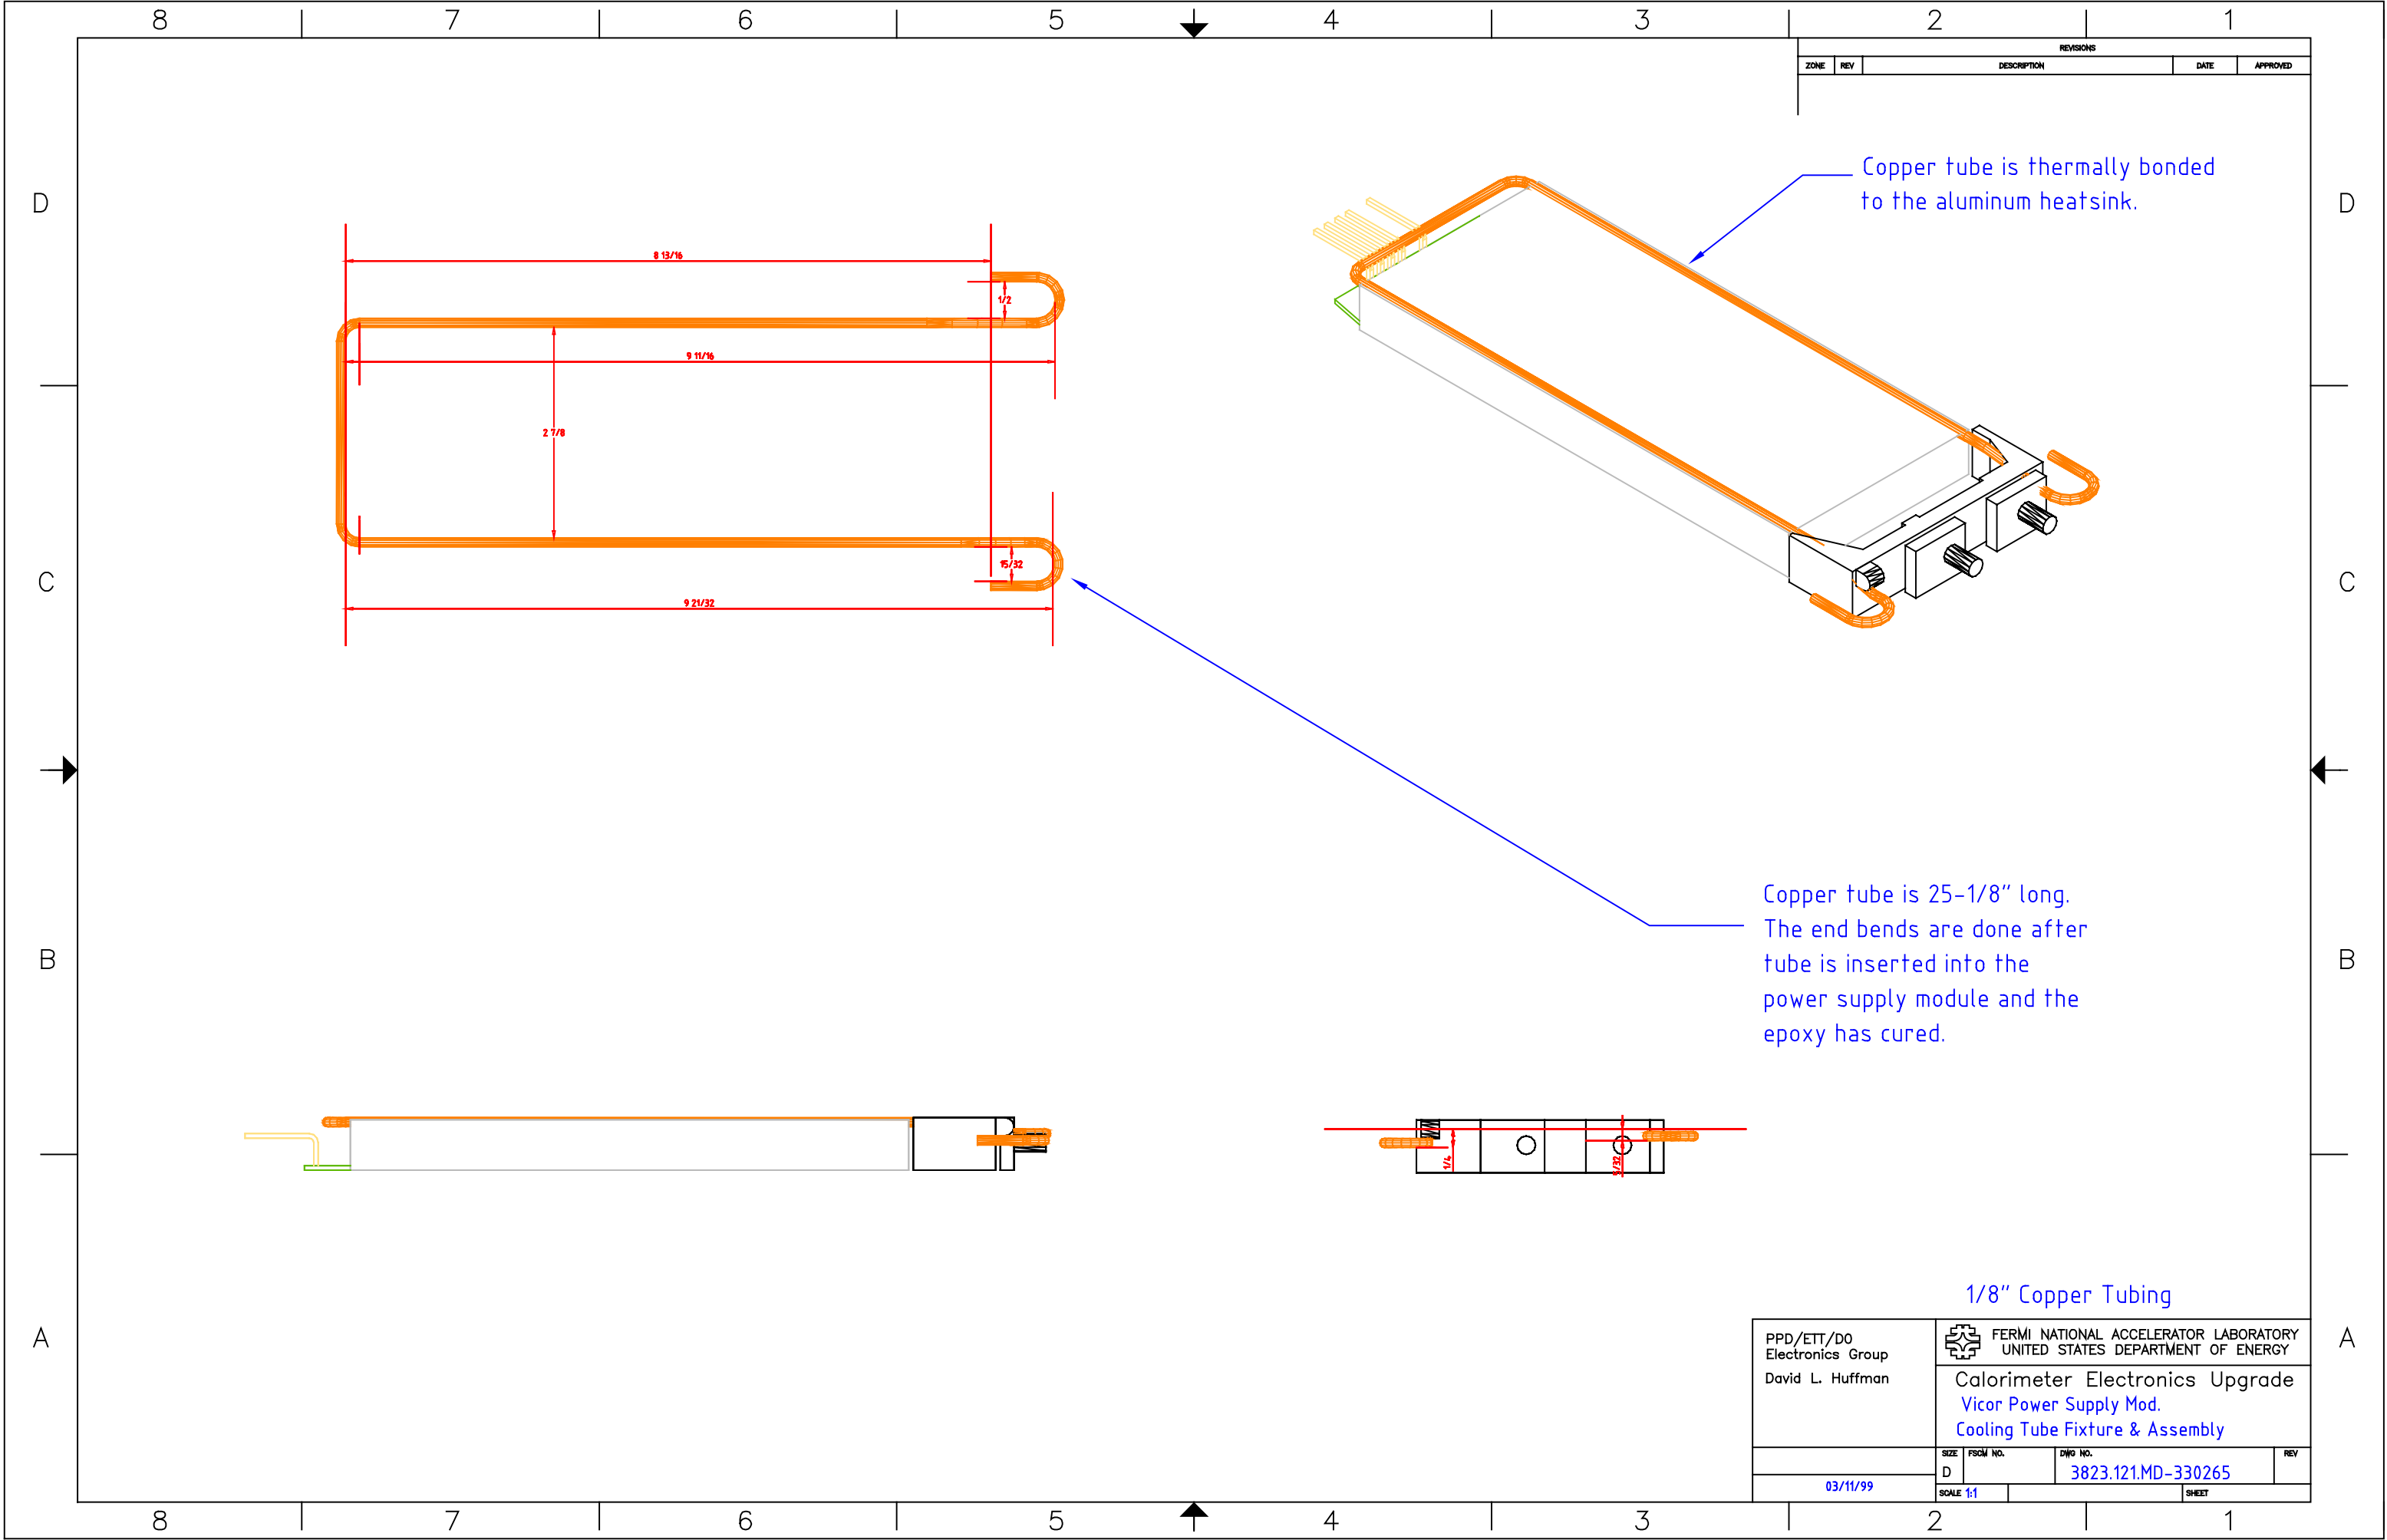 8 7 6 5 4 3 2 1
REVISIONS
ZONE REV DESCRIPTION DATE APPROVED
D D
Copper tube is thermally bonded
to the aluminum heatsink.
8 13/16
1/2
9 11/16
2 7/8
15/32
9 21/32
C C
Copper tube is 25-1/8" long.
The end bends are done after
tube is inserted into the
power supply module and the
epoxy has cured.
B B
1/4
5/32
1/8" Copper Tubing
A A
PPD/ETT/D0
Electronics Group
David L. Huffman
FERMI NATIONAL ACCELERATOR LABORATORY
UNITED STATES DEPARTMENT OF ENERGY
Calorimeter Electronics Upgrade
Vicor Power Supply Mod.
Cooling Tube Fixture & Assembly
SIZE FSCM NO. DWG NO. REV
D 3823.121.MD-330265
03/11/99
SCALE 1:1 SHEET
8 7 6 5 4 3 2 1